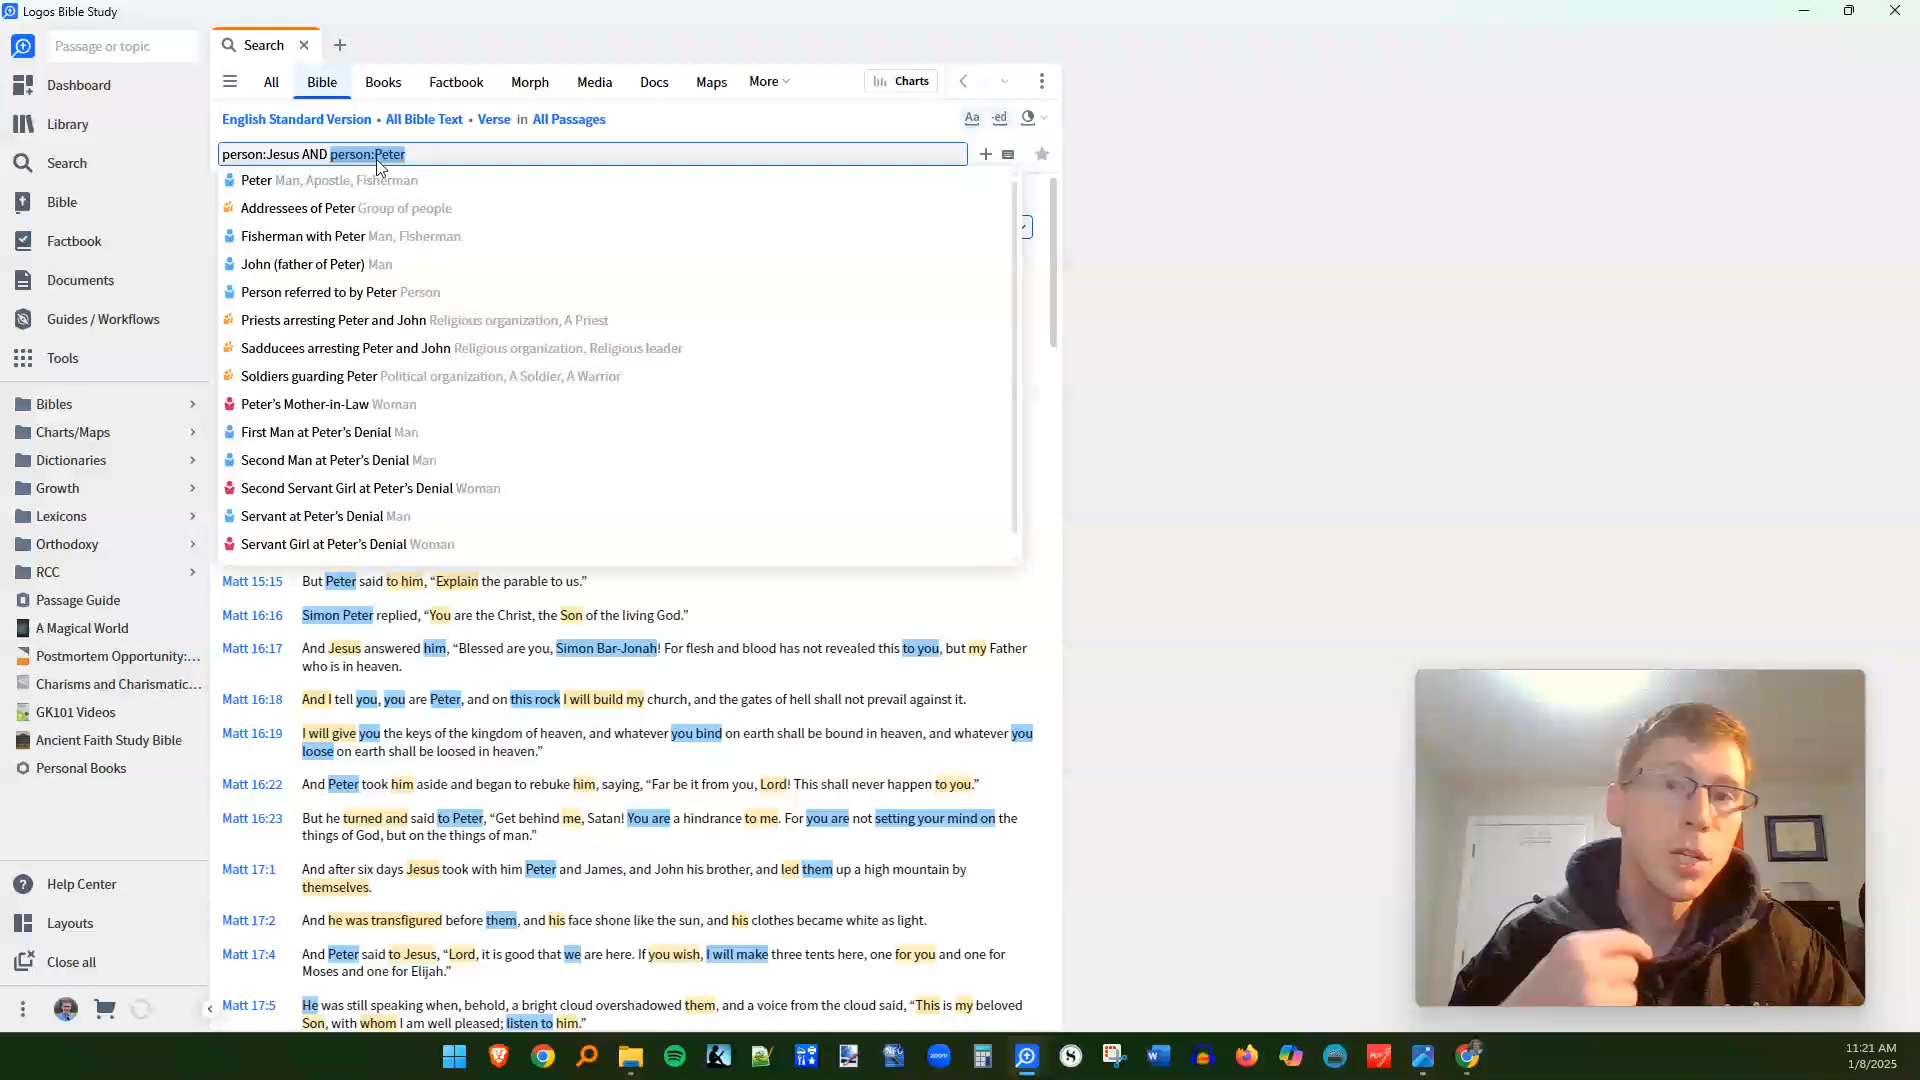 Logos Bible Study
Passage or topic
Dashboard
Library
Search
Bible
Factbook
Documents
Guides / Workflows
Tools
Bibles
Charts/Maps
Dictionaries
Growth
Lexicons
Orthodoxy
RCC
Passage Guide
A Magical World
Postmortem Opportunity:...
Charisms and Charismatic...
GK101 Videos
Ancient Faith Study Bible
Personal Books
Help Center
Layouts
Close all
Search
All Bible Books Factbook Morph Media Docs Maps More Charts
English Standard Version • All Bible Text • Verse in All Passages
Aa ·ed
person:Jesus AND person:Peter
Peter Man, Apostle, Fisherman
Addressees of Peter Group of people
Fisherman with Peter Man, Fisherman
John (father of Peter) Man
Person referred to by Peter Person
Priests arresting Peter and John Religious organization, A Priest
Sadducees arresting Peter and John Religious organization, Religious leader
Soldiers guarding Peter Political organization, A Soldier, A Warrior
Peter’s Mother-in-Law Woman
First Man at Peter’s Denial Man
Second Man at Peter’s Denial Man
Second Servant Girl at Peter’s Denial Woman
Servant at Peter’s Denial Man
Servant Girl at Peter’s Denial Woman
Matt 15:15 But Peter said to him, “Explain the parable to us.”
Matt 16:16 Simon Peter replied, “You are the Christ, the Son of the living God.”
Matt 16:17 And Jesus answered him, “Blessed are you, Simon Bar-Jonah! For flesh and blood has not revealed this to you, but my Father
who is in heaven.
Matt 16:18 And I tell you, you are Peter, and on this rock I will build my church, and the gates of hell shall not prevail against it.
Matt 16:19 I will give you the keys of the kingdom of heaven, and whatever you bind on earth shall be bound in heaven, and whatever you
loose on earth shall be loosed in heaven.”
Matt 16:22 And Peter took him aside and began to rebuke him, saying, “Far be it from you, Lord! This shall never happen to you.”
Matt 16:23 But he turned and said to Peter, “Get behind me, Satan! You are a hindrance to me. For you are not setting your mind on the
things of God, but on the things of man.”
Matt 17:1 And after six days Jesus took with him Peter and James, and John his brother, and led them up a high mountain by
themselves.
Matt 17:2 And he was transfigured before them, and his face shone like the sun, and his clothes became white as light.
Matt 17:4 And Peter said to Jesus, “Lord, it is good that we are here. If you wish, I will make three tents here, one for you and one for
Moses and one for Elijah.”
Matt 17:5 He was still speaking when, behold, a bright cloud overshadowed them, and a voice from the cloud said, “This is my beloved
Son, with whom I am well pleased; listen to him.”
zoom
11:21 AM
1/8/2025